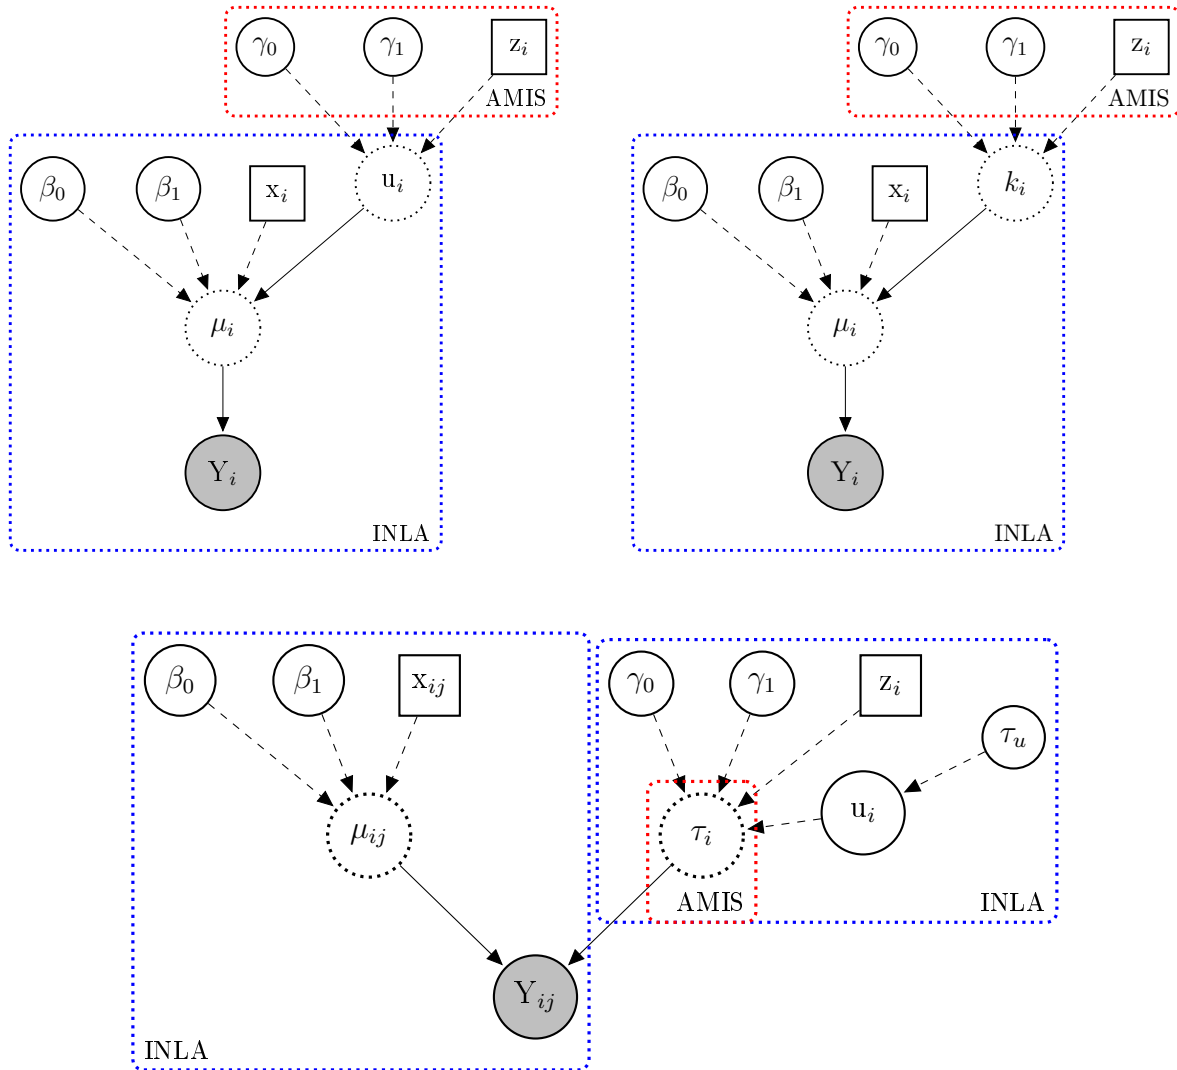 γ₀ γ₁ zᵢ
AMIS
β₀ β₁ xᵢ uᵢ
μᵢ
Yᵢ
INLA
γ₀ γ₁ zᵢ
AMIS
β₀ β₁ xᵢ kᵢ
μᵢ
Yᵢ
INLA
β₀ β₁ xᵢⱼ
μᵢⱼ
Yᵢⱼ
INLA
γ₀ γ₁ zᵢ
τᵤ
uᵢ
τᵢ
AMIS
INLA